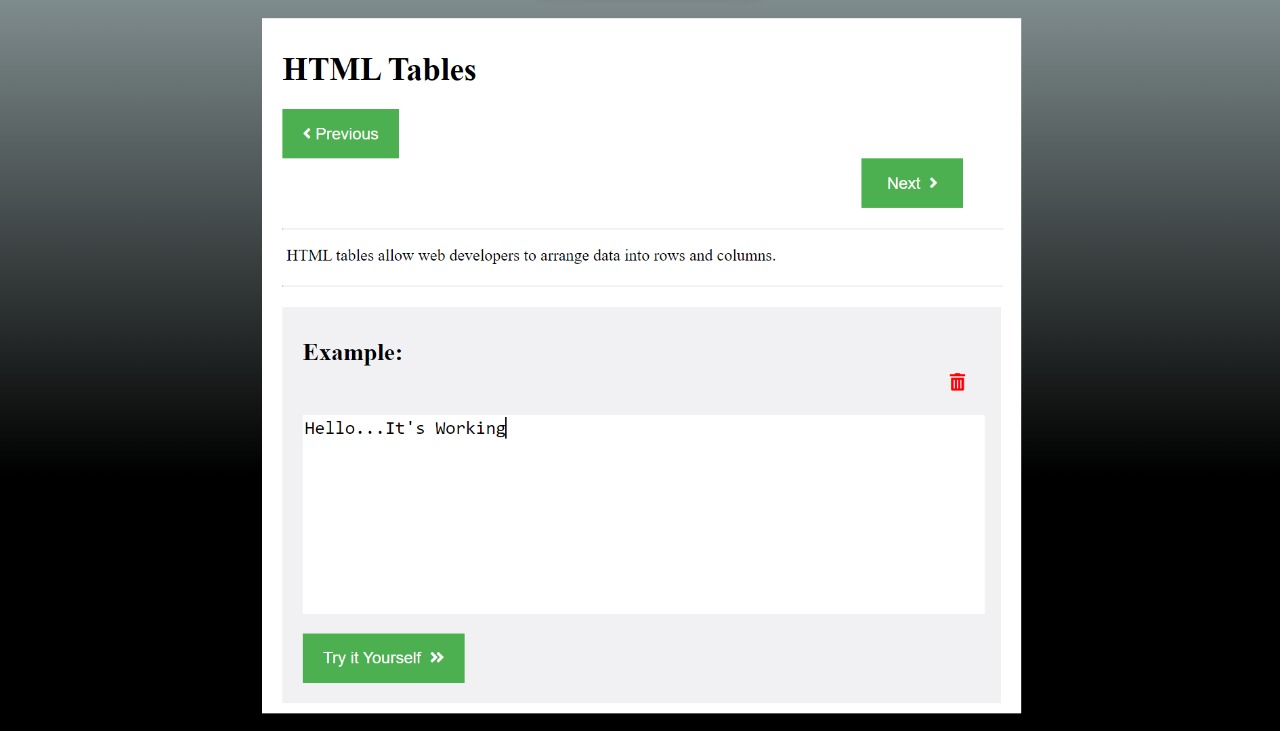 HTML Tables
Previous
Next
HTML tables allow web developers to arrange data into rows and columns.
Example:
Hello...It's Working
Try it Yourself